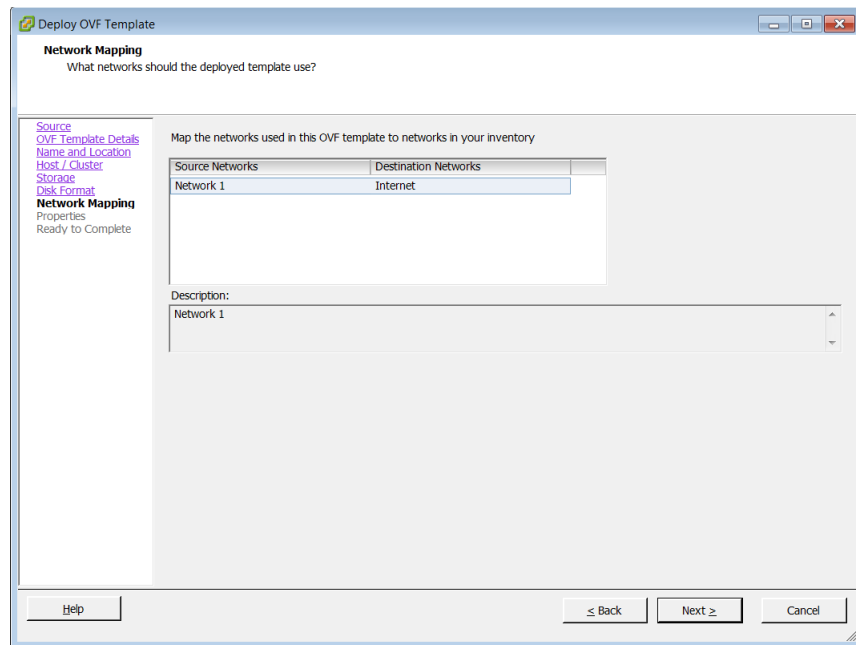 Deploy OVF Template
Network Mapping
What networks should the deployed template use?
Source
OVF Template Details
Name and Location
Host / Cluster
Storage
Disk Format
Network Mapping
Properties
Ready to Complete
Map the networks used in this OVF template to networks in your inventory
Source Networks Destination Networks
Network 1 Internet
Description:
Network 1
Help < Back Next > Cancel